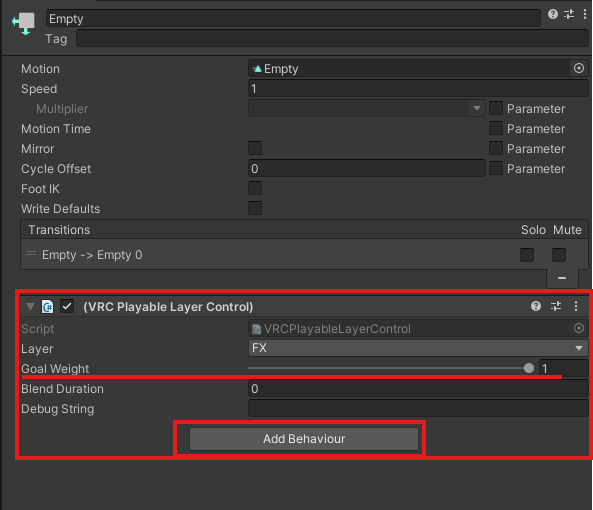 Empty
Tag
Motion Empty
Speed 1
Multiplier Parameter
Motion Time Parameter
Mirror Parameter
Cycle Offset 0 Parameter
Foot IK
Write Defaults
Transitions Solo Mute
Empty -> Empty 0
(VRC Playable Layer Control)
Script VRCPlayableLayerControl
Layer FX
Goal Weight 1
Blend Duration 0
Debug String
Add Behaviour